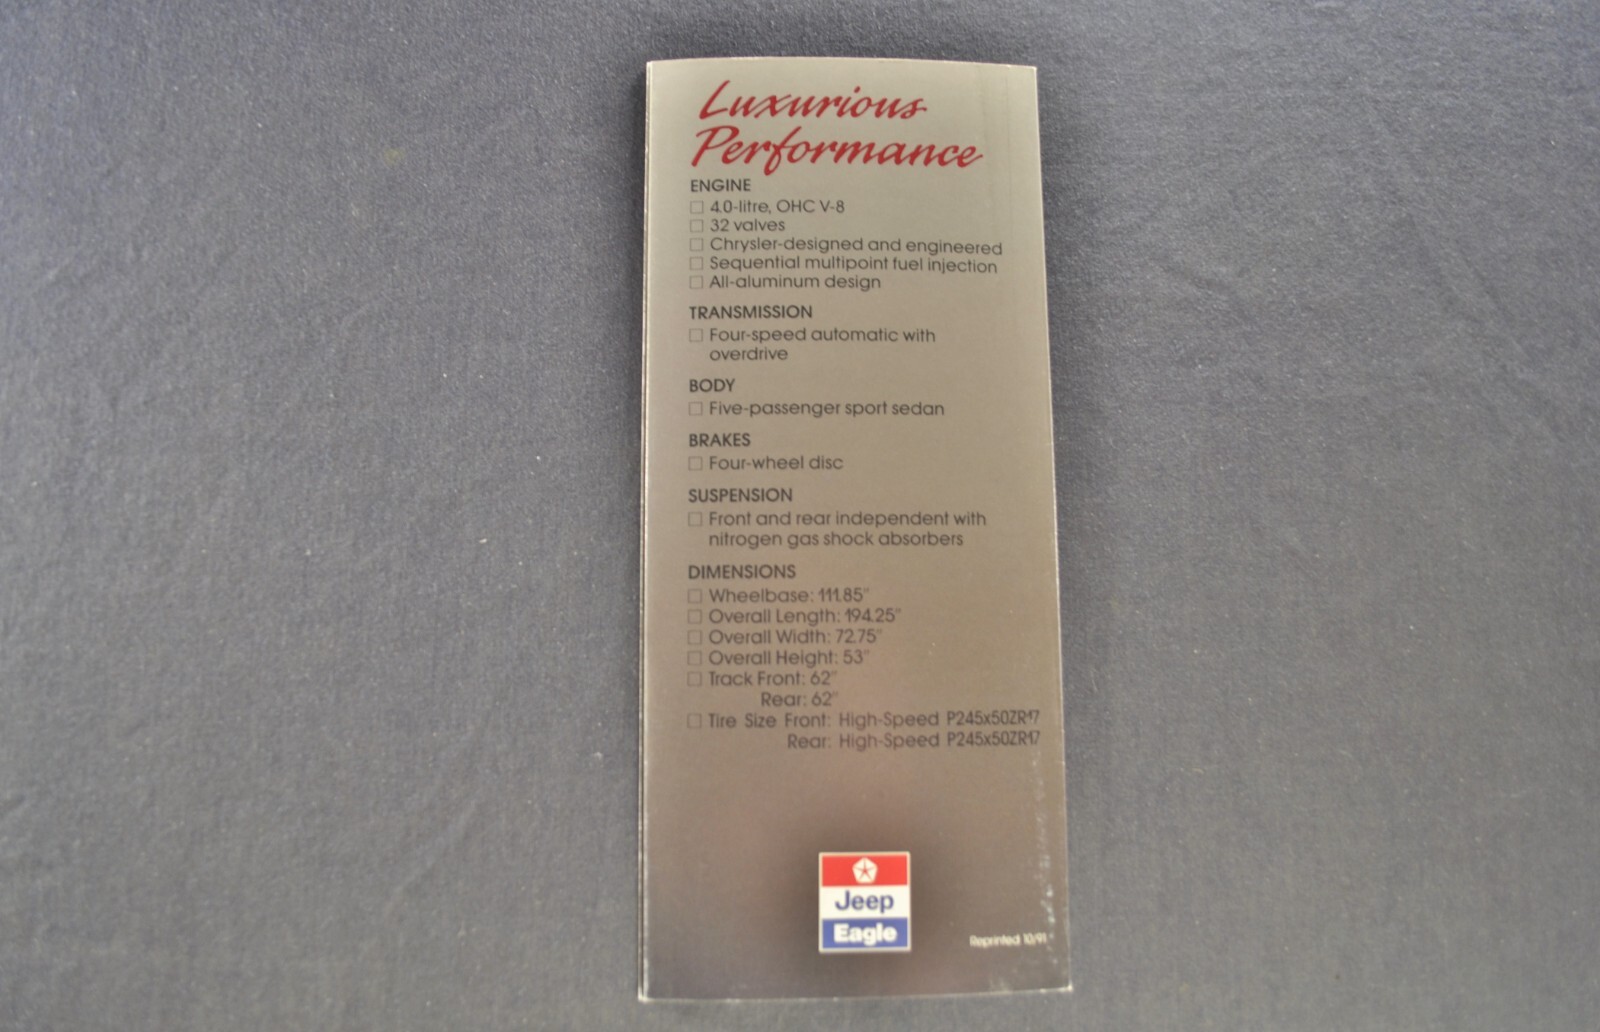 Luxurious
Performance
ENGINE
☐ 4.0-litre, OHC V-8
☐ 32 valves
☐ Chrysler-designed and engineered
☐ Sequential multipoint fuel injection
☐ All-aluminum design
TRANSMISSION
☐ Four-speed automatic with
overdrive
BODY
☐ Five-passenger sport sedan
BRAKES
☐ Four-wheel disc
SUSPENSION
☐ Front and rear independent with
nitrogen gas shock absorbers
DIMENSIONS
☐ Wheelbase: 111.85"
☐ Overall Length: 194.25"
☐ Overall Width: 72.75"
☐ Overall Height: 53"
☐ Track Front: 62"
Rear: 62"
☐ Tire Size Front: High-Speed P245x50ZR17
Rear: High-Speed P245x50ZR17
Jeep
Eagle
Reprinted 10/91